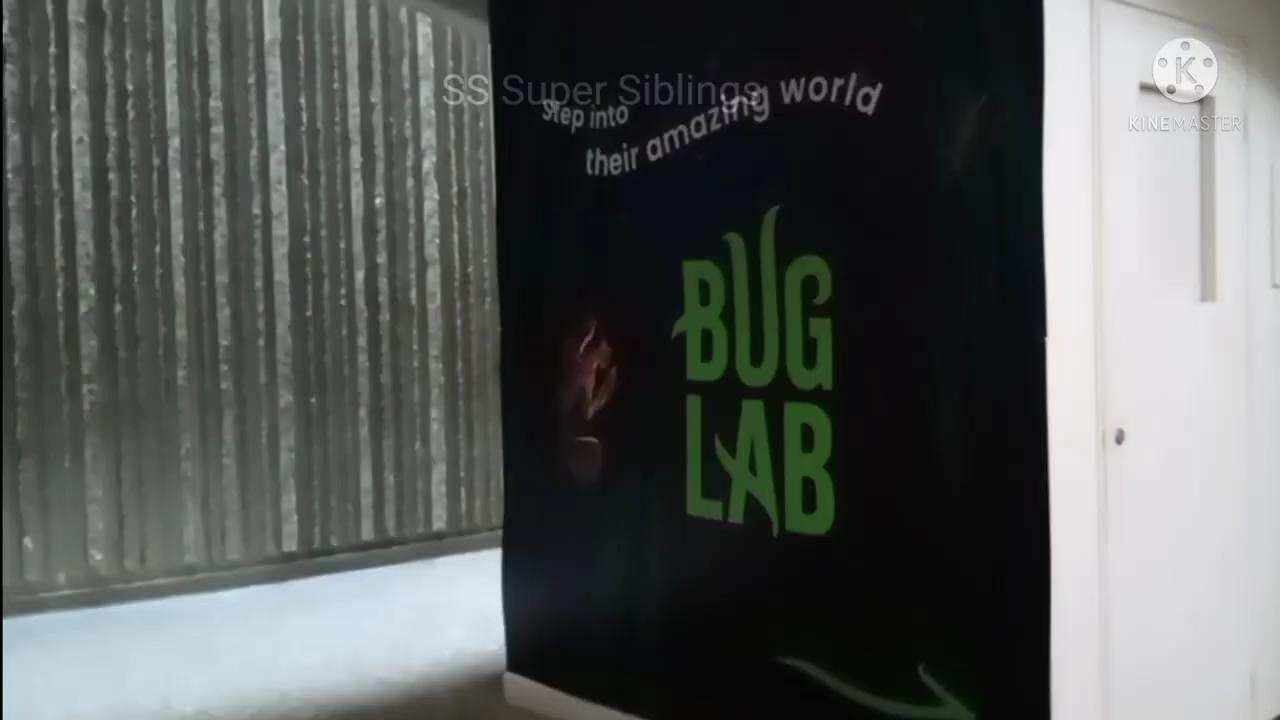 SS Super Siblings
Step into
their amazing world
BUG
LAB
K
KINEMASTER